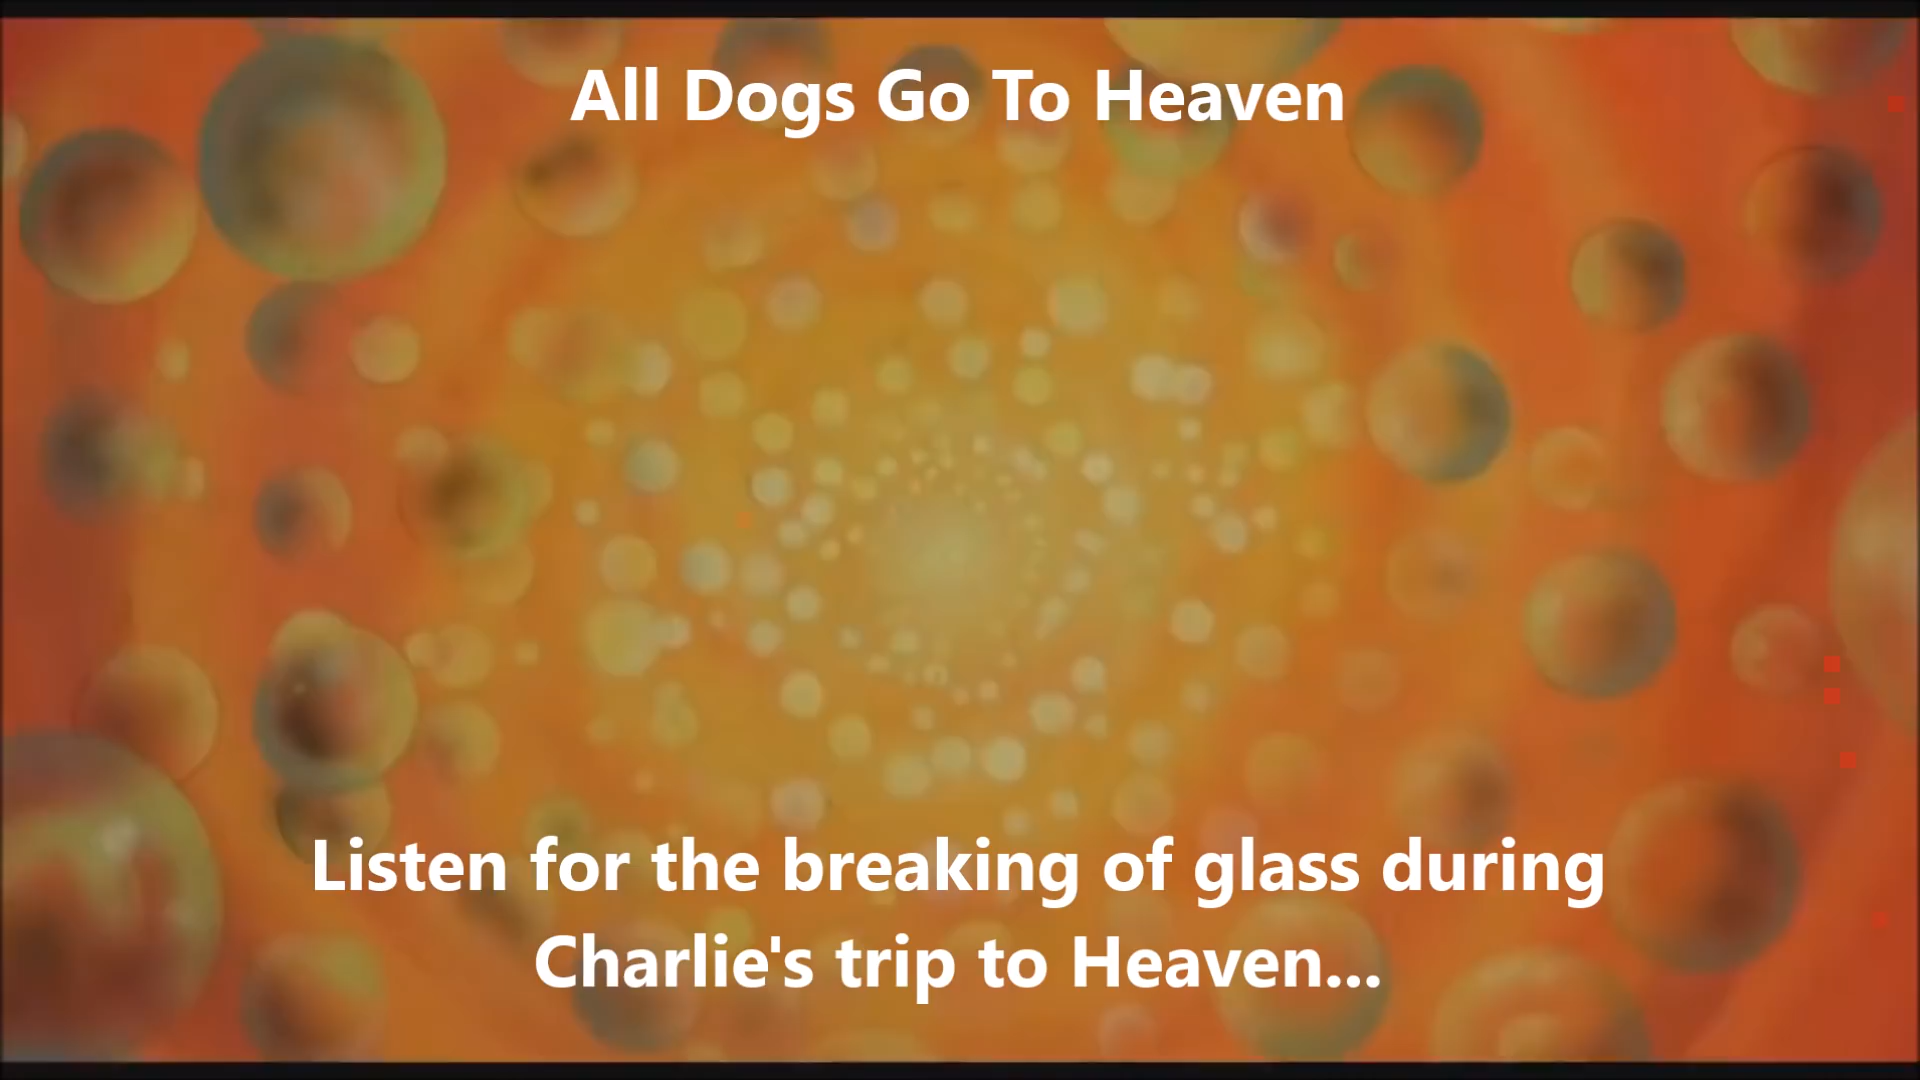 All Dogs Go To Heaven
Listen for the breaking of glass during
Charlie's trip to Heaven...